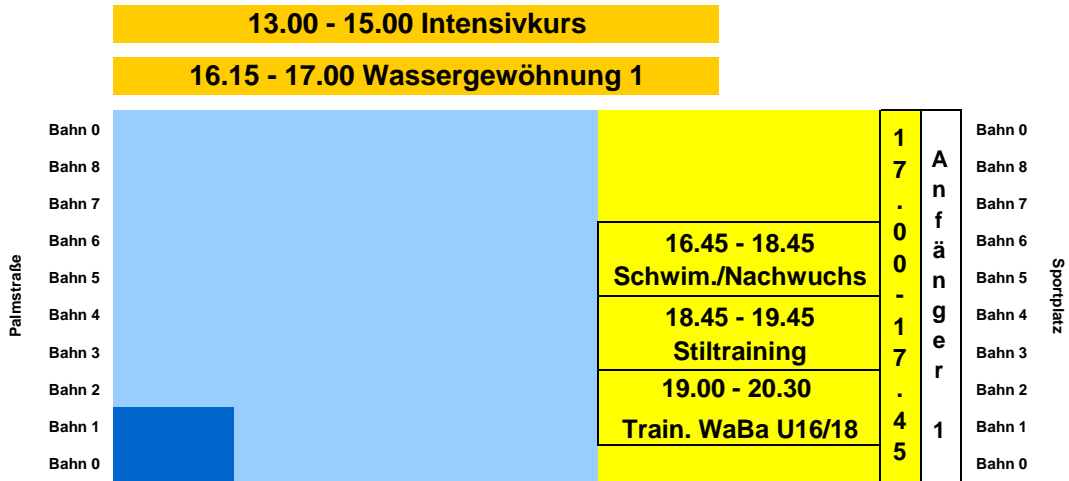 13.00 - 15.00 Intensivkurs
16.15 - 17.00 Wassergewöhnung 1
Palmstraße
Bahn 0
Bahn 8
Bahn 7
Bahn 6
Bahn 5
Bahn 4
Bahn 3
Bahn 2
Bahn 1
Bahn 0
16.45 - 18.45
Schwim./Nachwuchs
18.45 - 19.45
Stiltraining
19.00 - 20.30
Train. WaBa U16/18
17.00-17.45
Anfänger 1
Bahn 0
Bahn 8
Bahn 7
Bahn 6
Bahn 5
Bahn 4
Bahn 3
Bahn 2
Bahn 1
Bahn 0
Sportplatz